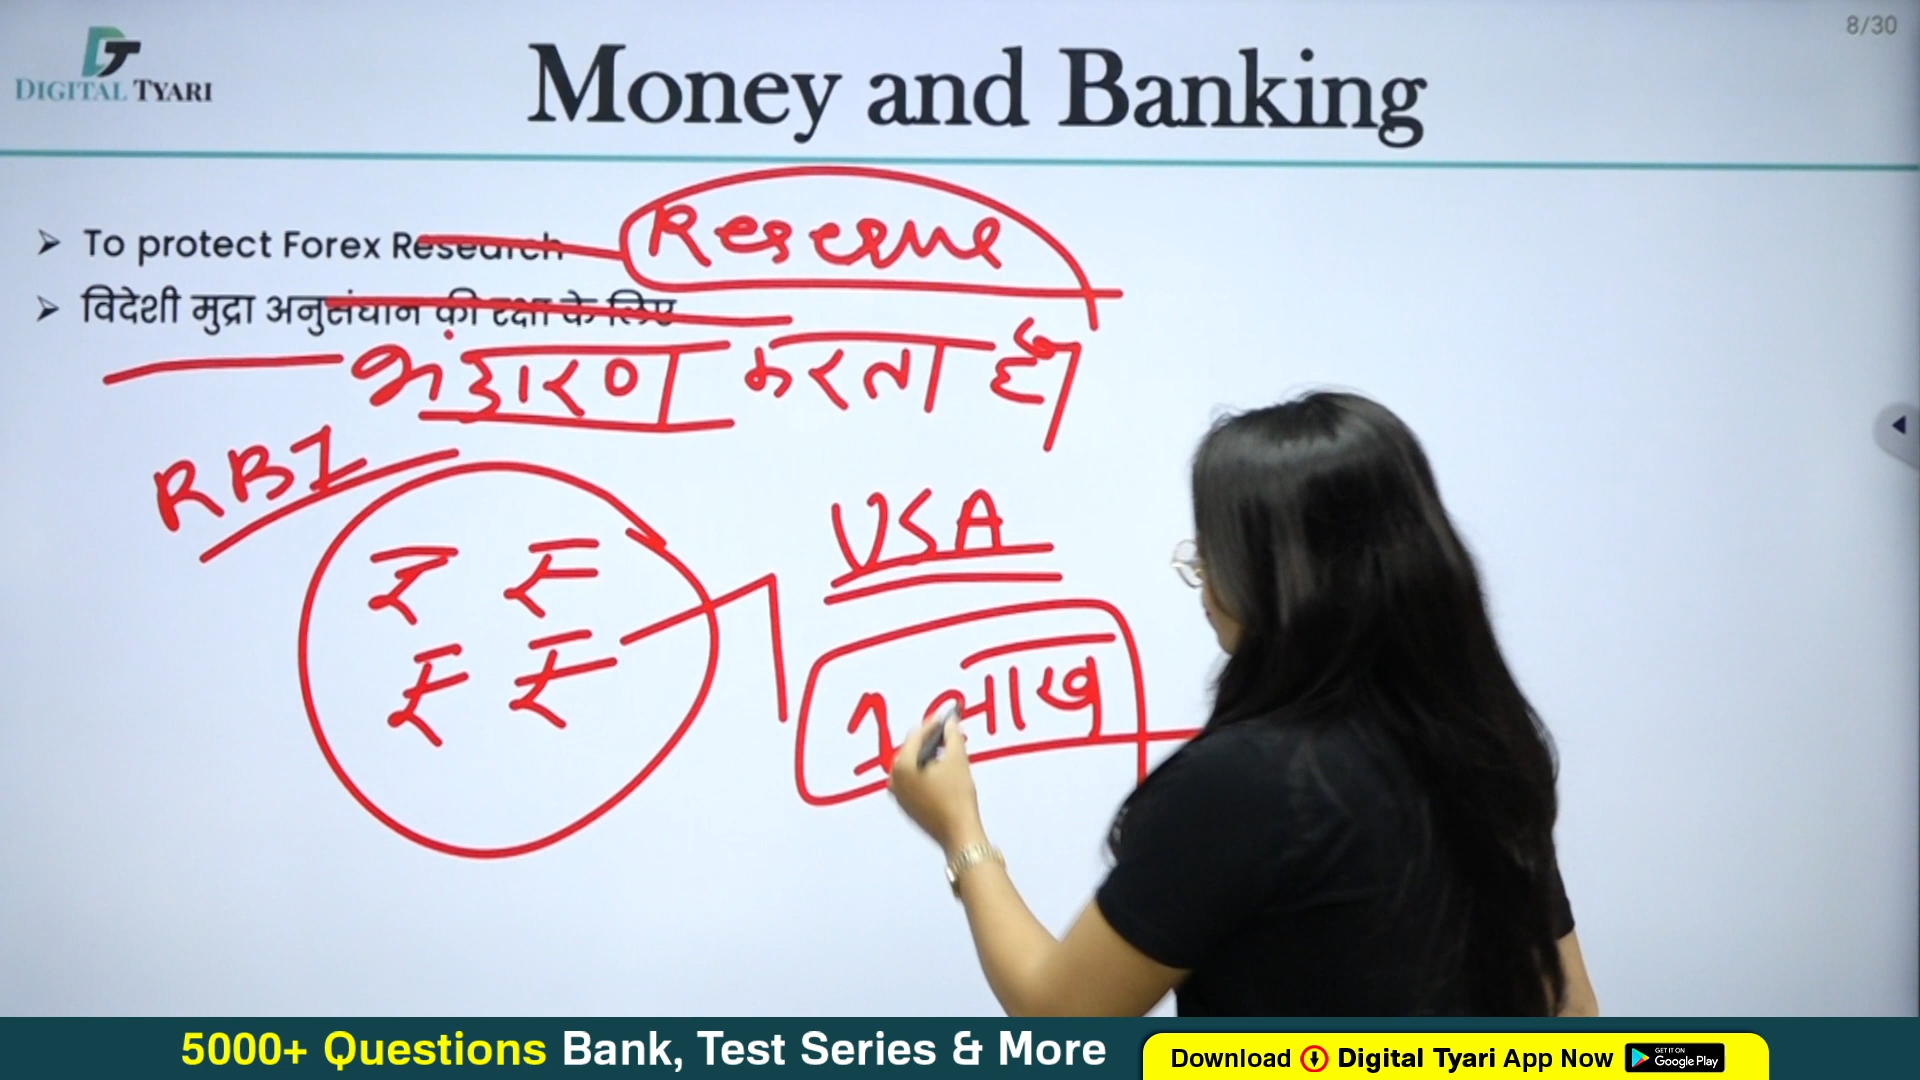 8/30
DT
DIGITAL TYARI
Money and Banking
➤ To protect Forex Research Reserve
➤ विदेशी मुद्रा अनुसंधान की रक्षा के लिए
भंडारण करता है।
RBI
USA
₹ ₹
₹ ₹
1 लाख
5000+ Questions Bank, Test Series & More
Download Digital Tyari App Now GET IT ON Google Play